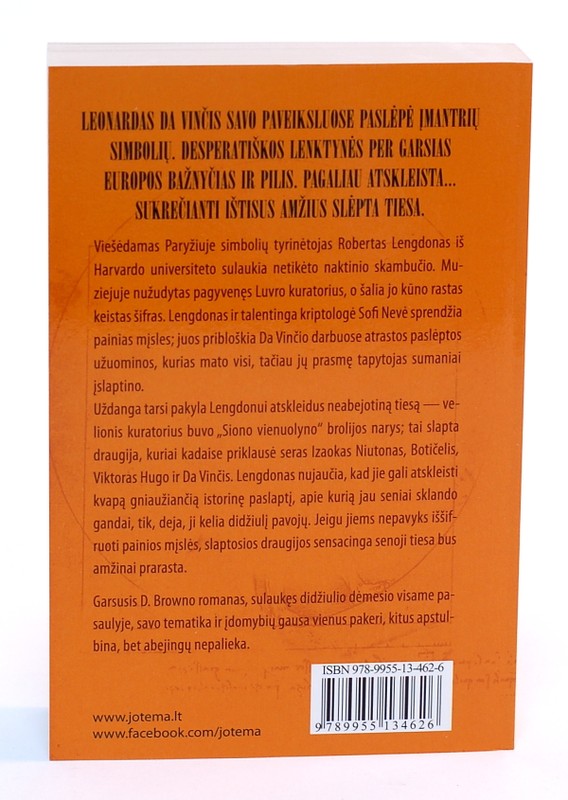 LEONARDAS DA VINČIS SAVO PAVEIKSLUOSE PASLĖPĖ ĮMANTRIŲ
SIMBOLIŲ. DESPERATIŠKOS LENKTYNĖS PER GARSIAS
EUROPOS BAŽNYČIAS IR PILIS. PAGALIAU ATSKLEISTA...
SUKREČIANTI IŠTISUS AMŽIUS SLĖPTA TIESA.
Viešėdamas Paryžiuje simbolių tyrinėtojas Robertas Lengdonas iš
Harvardo universiteto sulaukia netikėto naktinio skambučio. Mu-
ziejuje nužudytas pagyvenęs Luvro kuratorius, o šalia jo kūno rastas
keistas šifras. Lengdonas ir talentinga kriptologė Sofi Nevė sprendžia
painias mįsles; juos pribloškia Da Vinčio darbuose atrastos paslėptos
užuominos, kurias mato visi, tačiau jų prasmę tapytojas sumaniai
įslaptino.
Uždanga tarsi pakyla Lengdonui atskleidus neabejotiną tiesą — ve-
lionis kuratorius buvo „Siono vienuolyno“ brolijos narys; tai slapta
draugija, kuriai kadaise priklausė seras Izaokas Niutonas, Botičelis,
Viktoras Hugo ir Da Vinčis. Lengdonas nujaučia, kad jie gali atskleisti
kvapą gniaužiančią istorinę paslaptį, apie kurią jau seniai sklando
gandai, tik, deja, ji kelia didžiulį pavojų. Jeigu jiems nepavyks iššif-
ruoti painios mįslės, slaptosios draugijos sensacinga senoji tiesa bus
amžinai prarasta.
Garsusis D. Browno romanas, sulaukęs didžiulio dėmesio visame pa-
saulyje, savo tematika ir įdomybių gausa vienus pakeri, kitus apstul-
bina, bet abejingų nepalieka.
ISBN 978-9955-13-462-6
9 789955 134626
www.jotema.lt
www.facebook.com/jotema